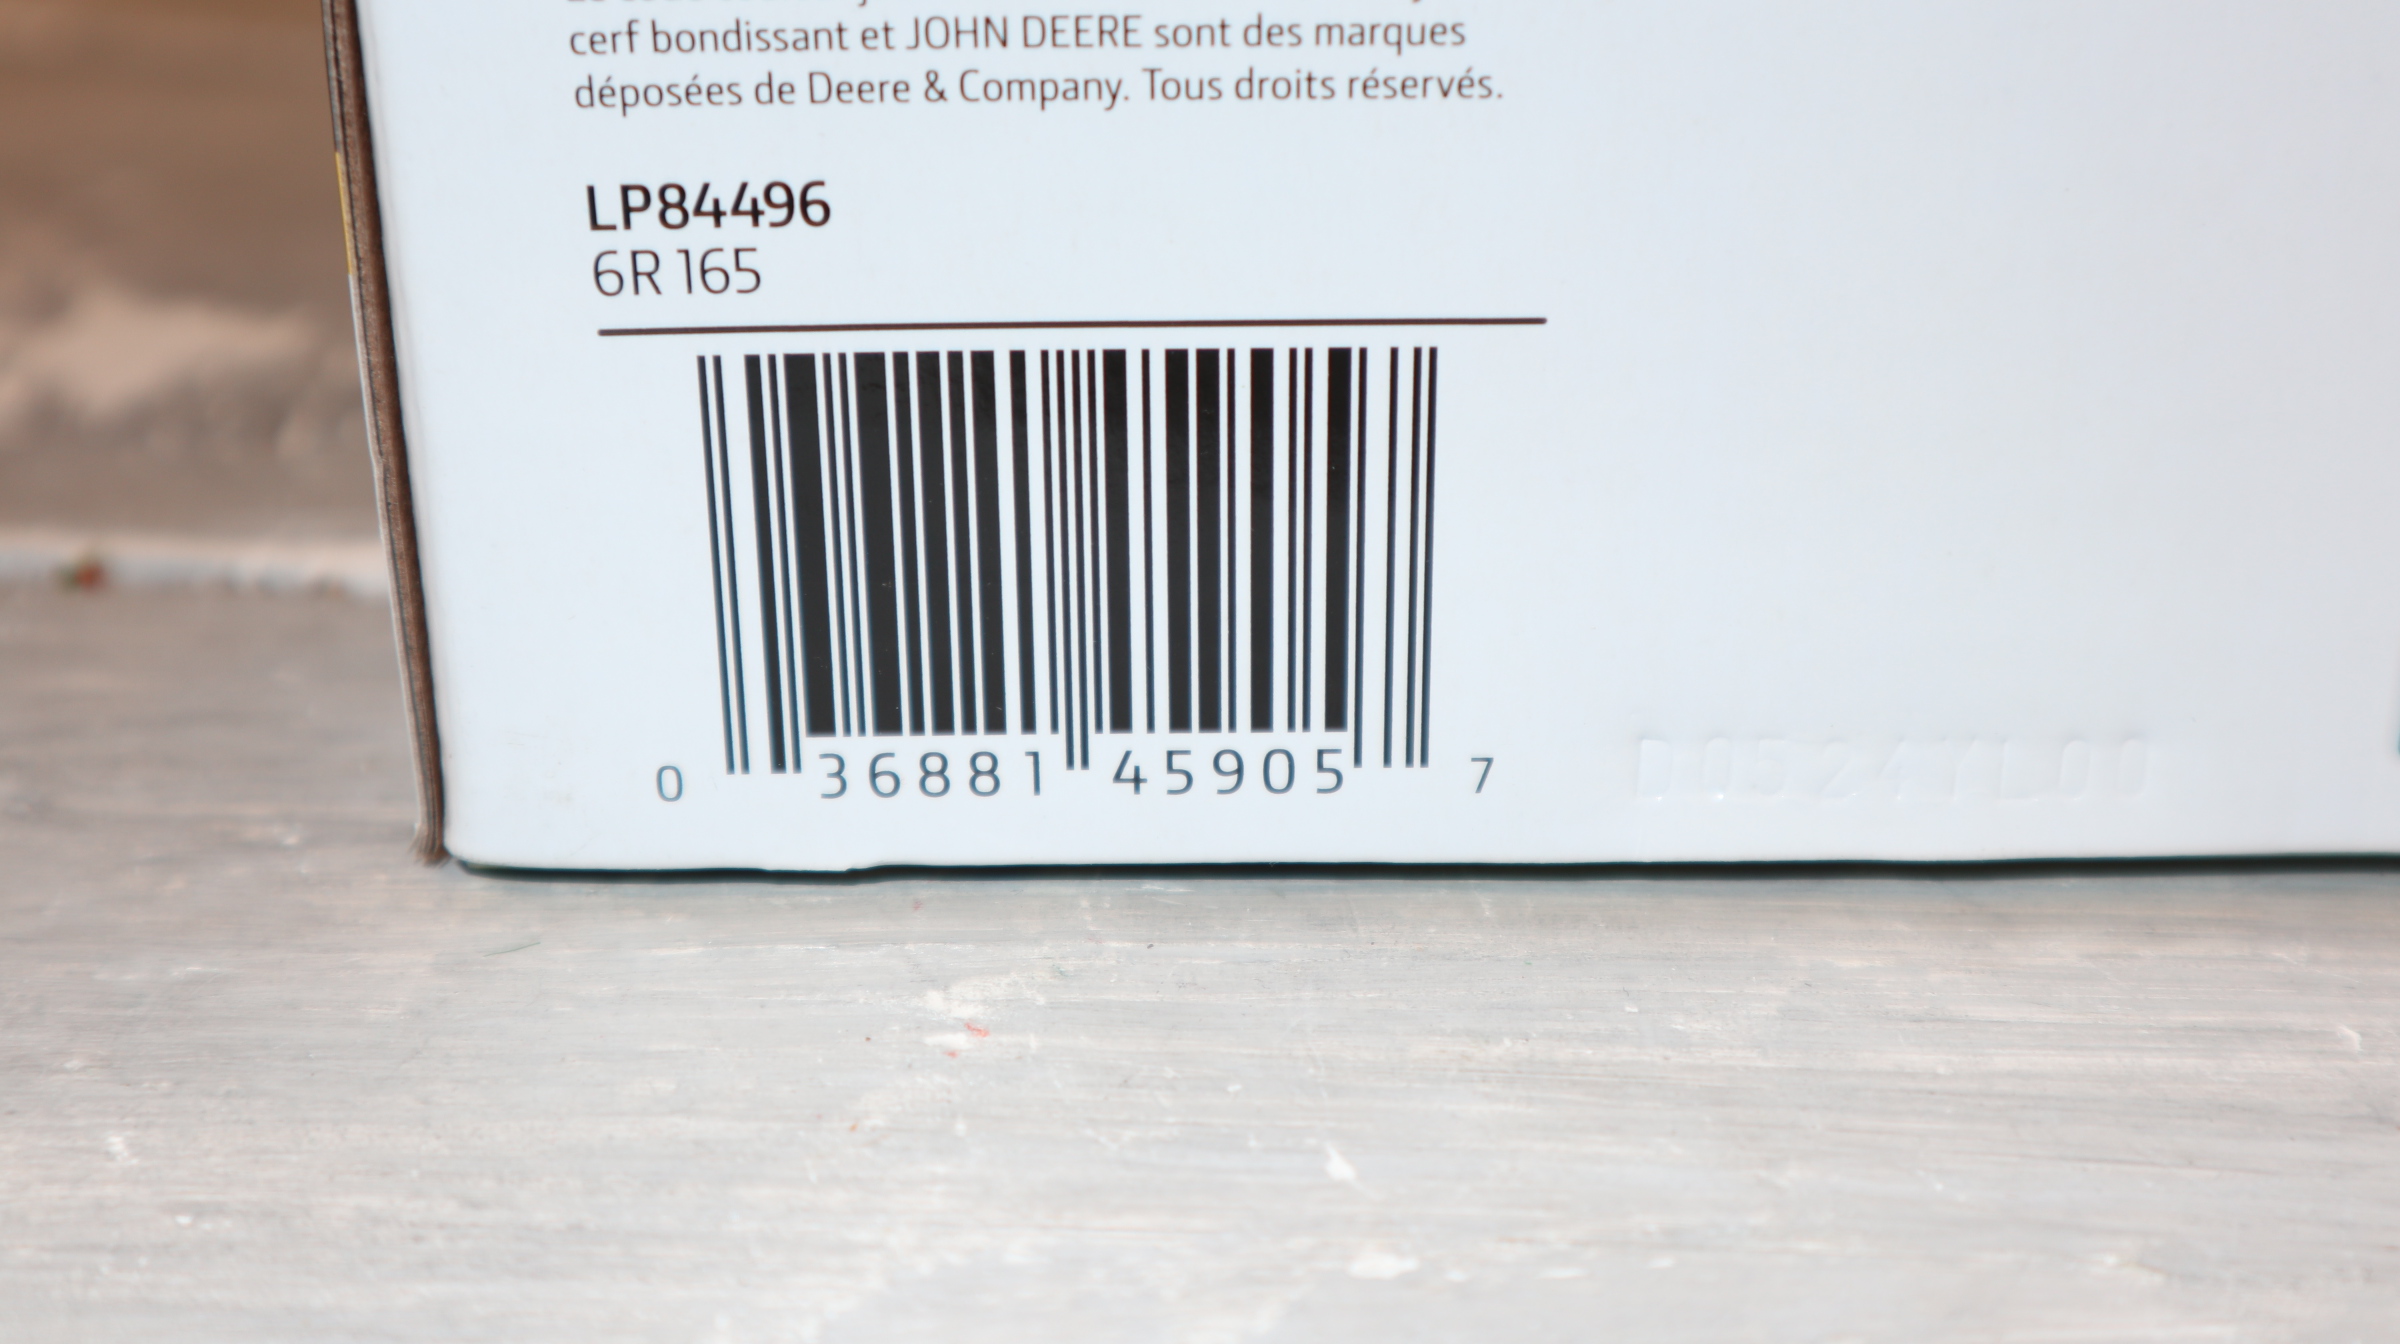 cerf bondissant et JOHN DEERE sont des marques
déposées de Deere & Company. Tous droits réservés.
LP84496
6R 165
0 36881 45905 7